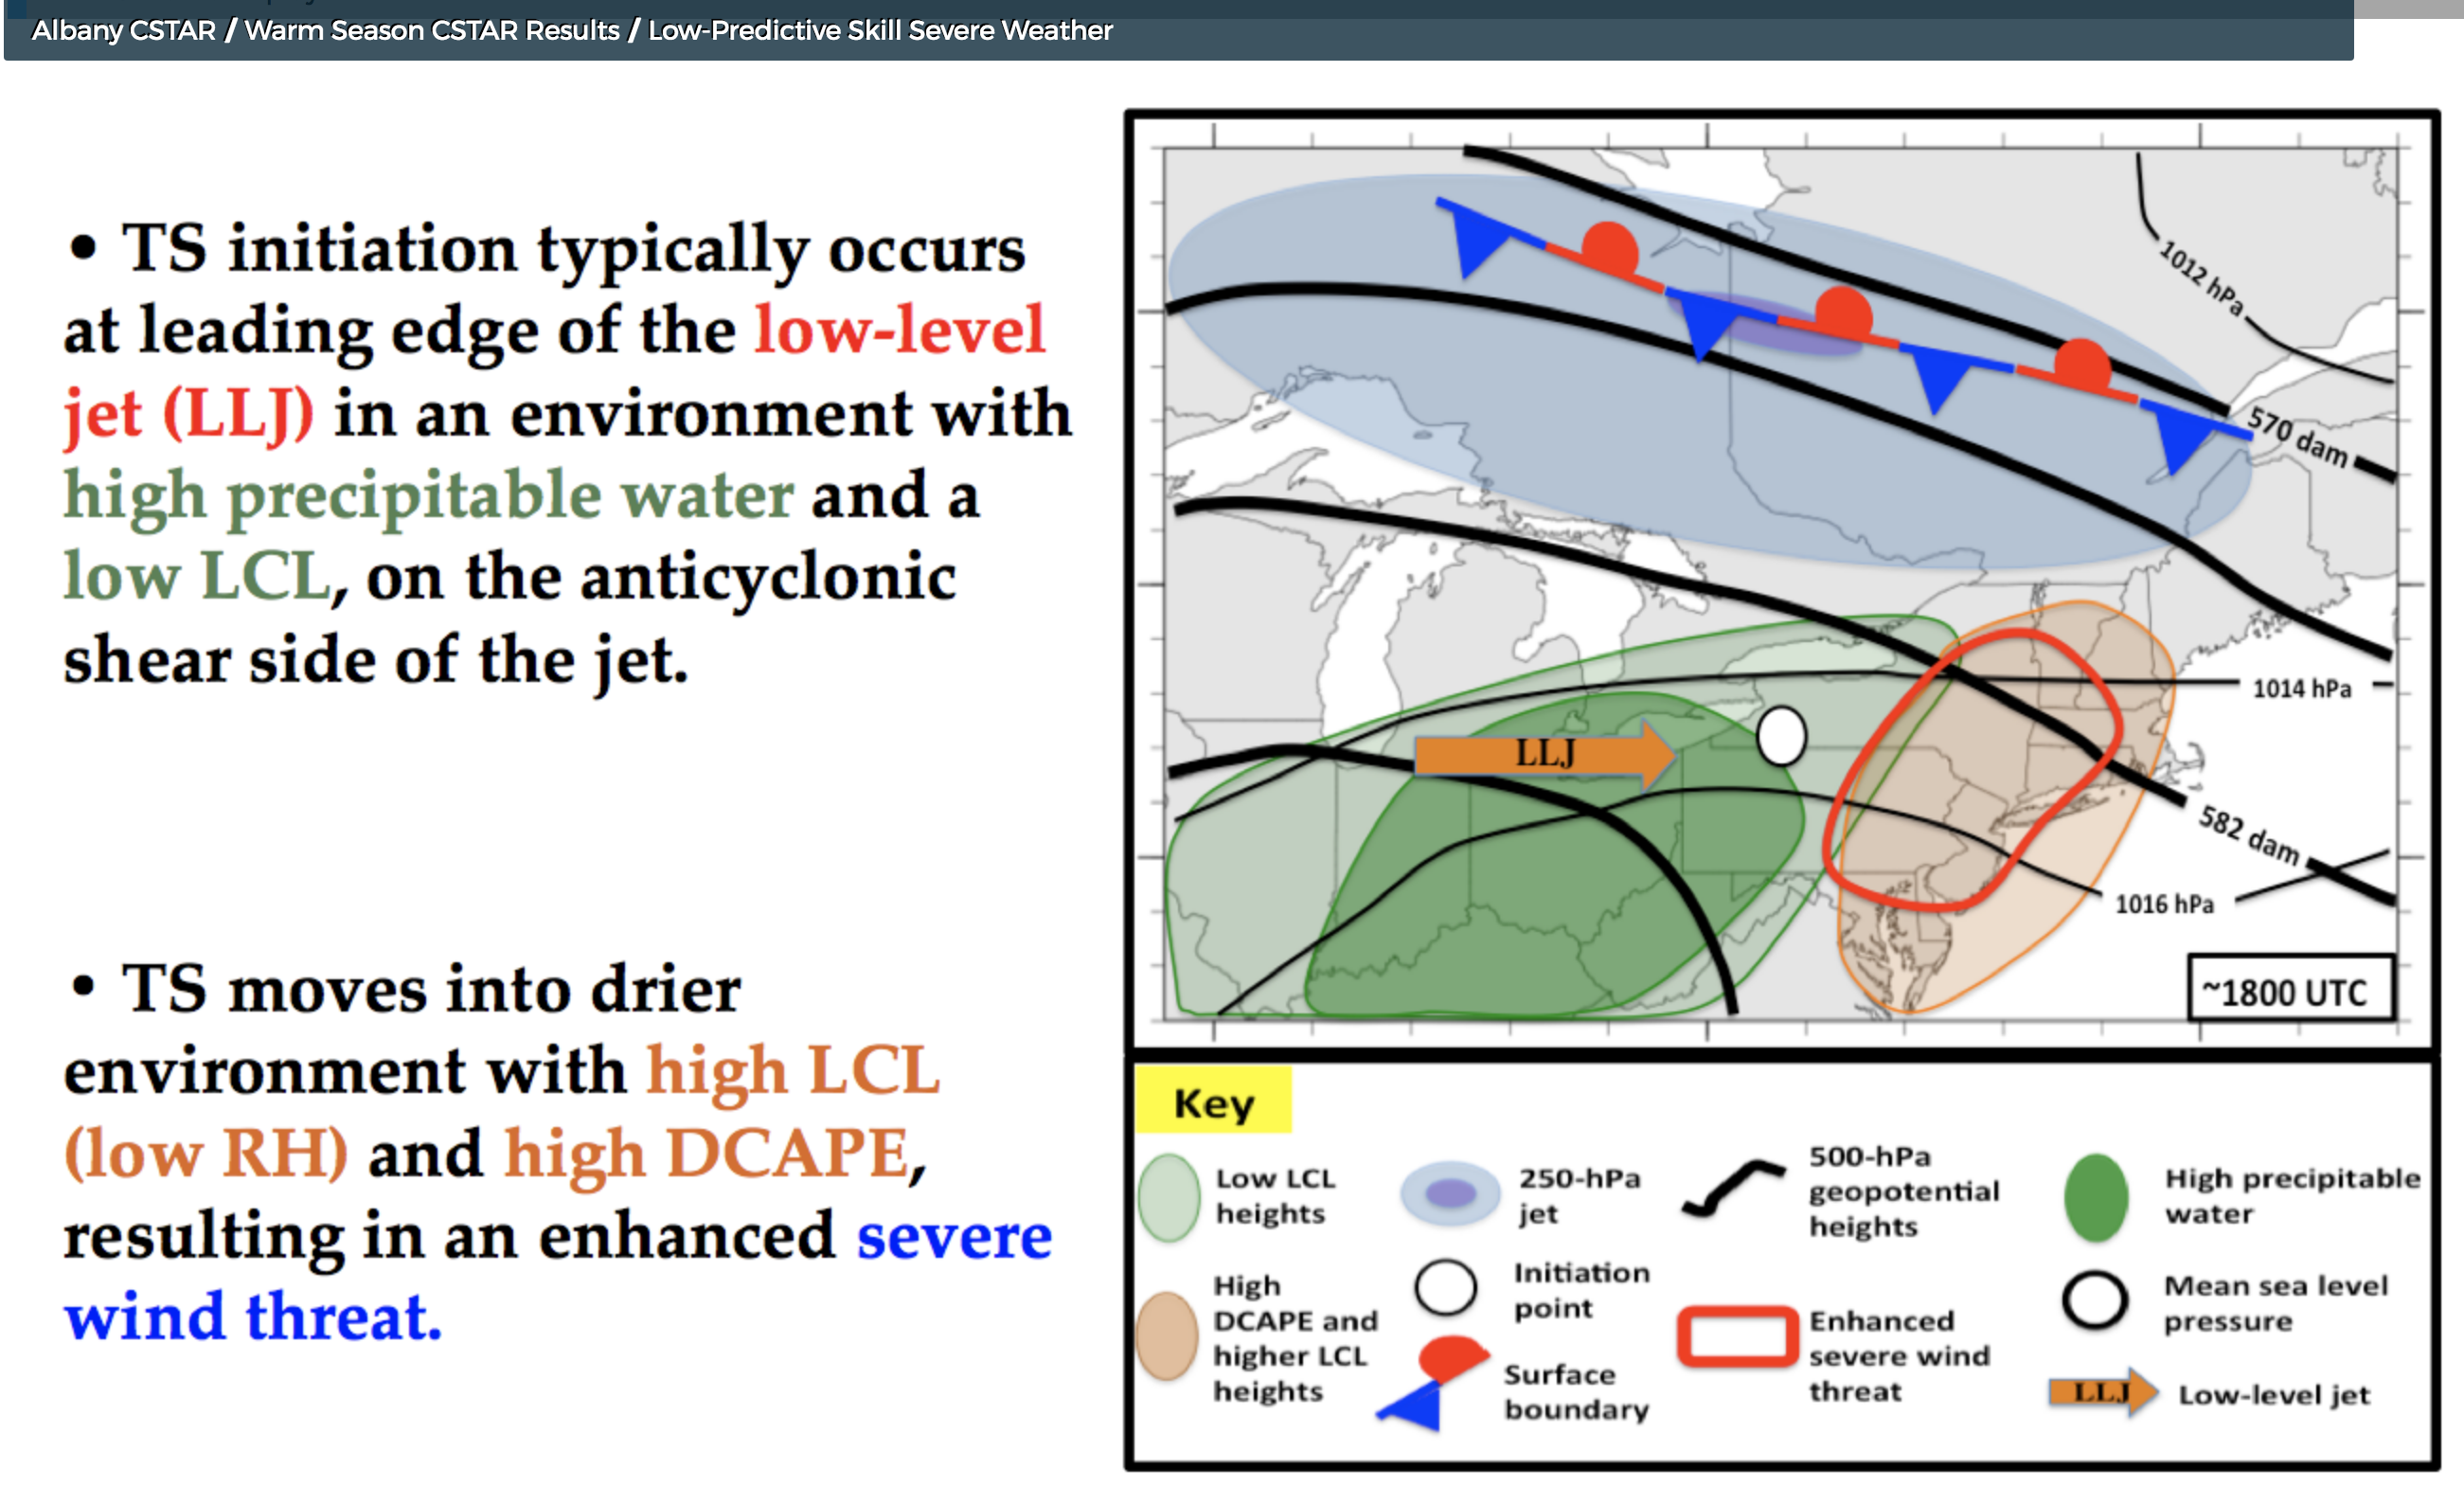 Albany CSTAR / Warm Season CSTAR Results / Low-Predictive Skill Severe Weather
• TS initiation typically occurs
at leading edge of the low-level
jet (LLJ) in an environment with
high precipitable water and a
low LCL, on the anticyclonic
shear side of the jet.
• TS moves into drier
environment with high LCL
(low RH) and high DCAPE,
resulting in an enhanced severe
wind threat.
1012 hPa
570 dam
1014 hPa
LLJ
582 dam
1016 hPa
~1800 UTC
Key
Low LCL
heights
250-hPa
jet
500-hPa
geopotential
heights
High precipitable
water
High
DCAPE and
higher LCL
heights
Initiation
point
Surface
boundary
Enhanced
severe wind
threat
Mean sea level
pressure
LLJ
Low-level jet